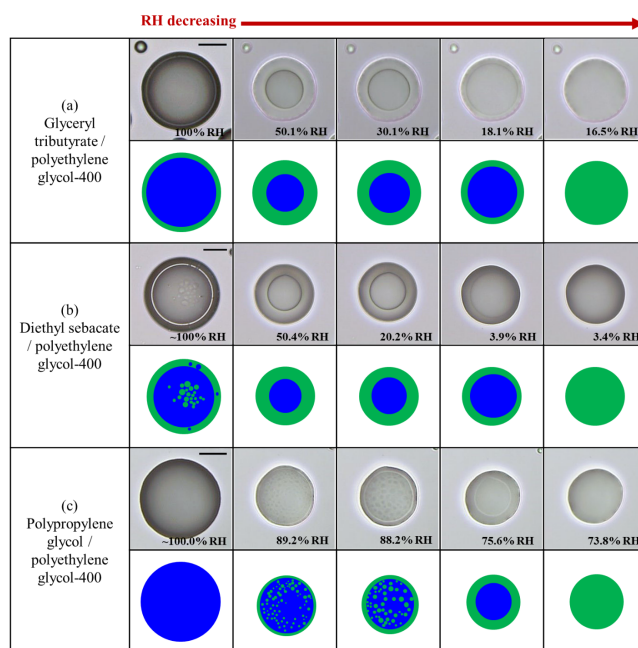 RH decreasing
(a)
Glyceryl
tributyrate /
polyethylene
glycol-400
100% RH
50.1% RH
30.1% RH
18.1% RH
16.5% RH
(b)
Diethyl sebacate
/ polyethylene
glycol-400
~100% RH
50.4% RH
20.2% RH
3.9% RH
3.4% RH
(c)
Polypropylene
glycol /
polyethylene
glycol-400
~100.0% RH
89.2% RH
88.2% RH
75.6% RH
73.8% RH